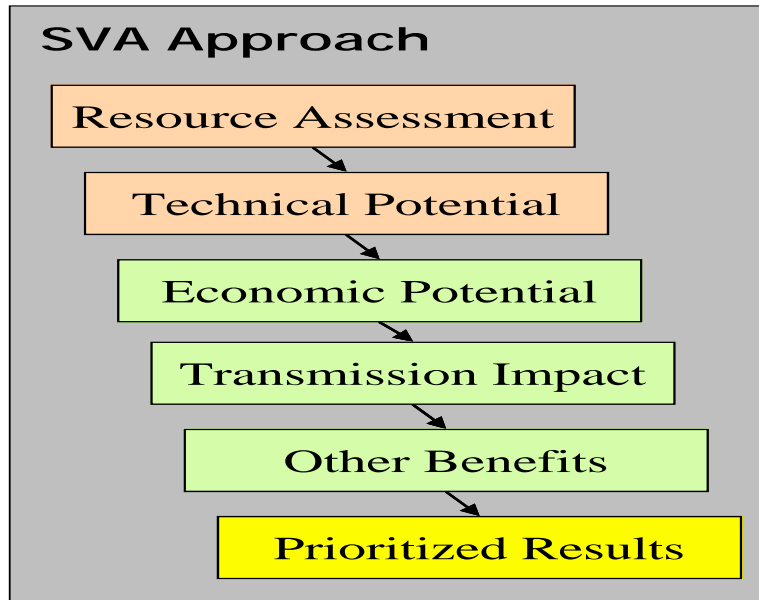 SVA Approach
Resource Assessment
Technical Potential
Economic Potential
Transmission Impact
Other Benefits
Prioritized Results